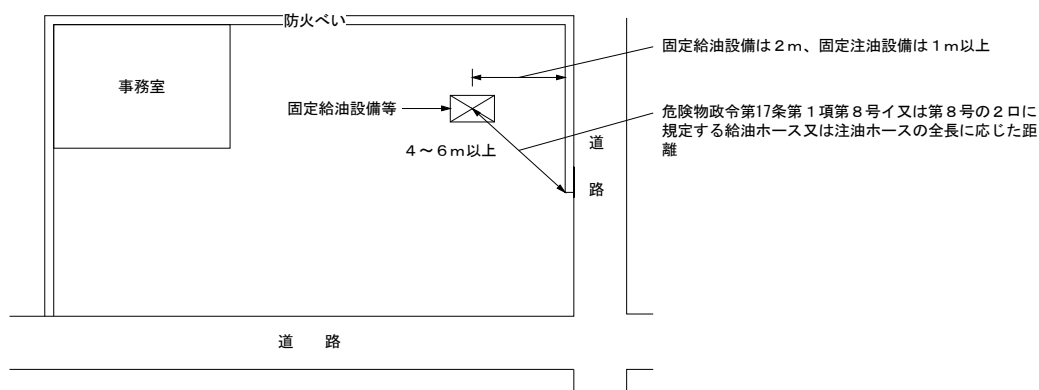 防火べい
固定給油設備は２ｍ、固定注油設備は１ｍ以上
事務室
固定給油設備等
危険物政令第17条第１項第８号イ又は第８号の２ロに
規定する給油ホース又は注油ホースの全長に応じた距
離
４～６ｍ以上
道
路
道　路